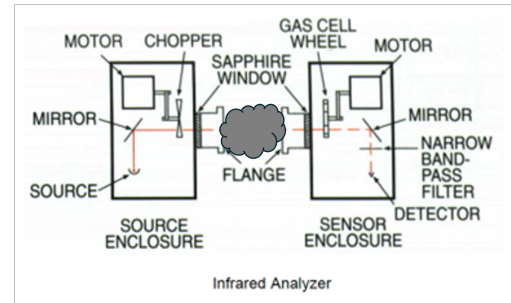 GAS CELL
WHEEL
MOTOR
CHOPPER
MOTOR
SAPPHIRE
WINDOW
MIRROR
MIRROR
NARROW
BAND-
PASS
FILTER
FLANGE
SOURCE
DETECTOR
SOURCE
ENCLOSURE
SENSOR
ENCLOSURE
Infrared Analyzer